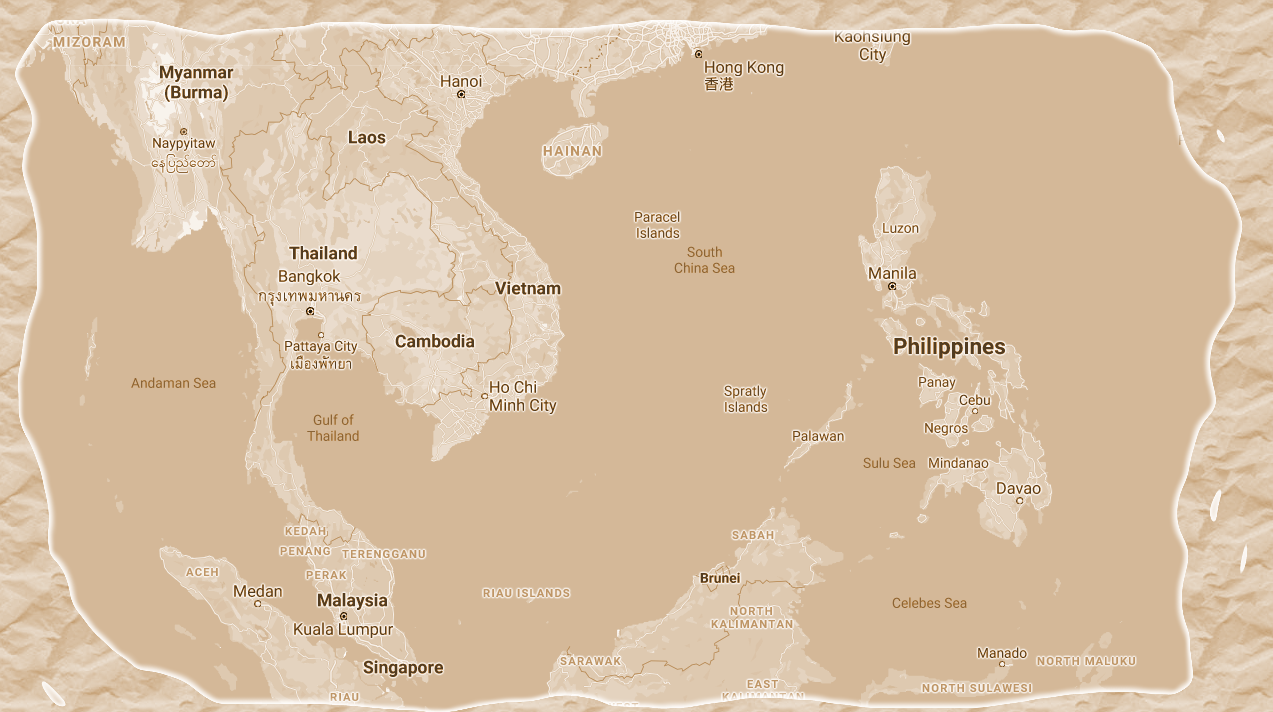 MIZORAM
Kaohsiung
City
Myanmar
(Burma)
Hanoi
Hong Kong
香港
Naypyitaw
နေပြည်တော်
Laos
HAINAN
Paracel
Islands
Luzon
South
China Sea
Thailand
Bangkok
กรุงเทพมหานคร
Manila
Vietnam
Pattaya City
เมืองพัทยา
Cambodia
Philippines
Andaman Sea
Ho Chi
Minh City
Spratly
Islands
Panay
Cebu
Gulf of
Thailand
Palawan
Negros
Sulu Sea
Mindanao
Davao
KEDAH
PENANG
TERENGGANU
SABAH
ACEH
PERAK
Brunei
Medan
Malaysia
RIAU ISLANDS
Celebes Sea
NORTH
KALIMANTAN
Kuala Lumpur
Singapore
SARAWAK
Manado
NORTH MALUKU
RIAU
EAST
KALIMANTAN
NORTH SULAWESI